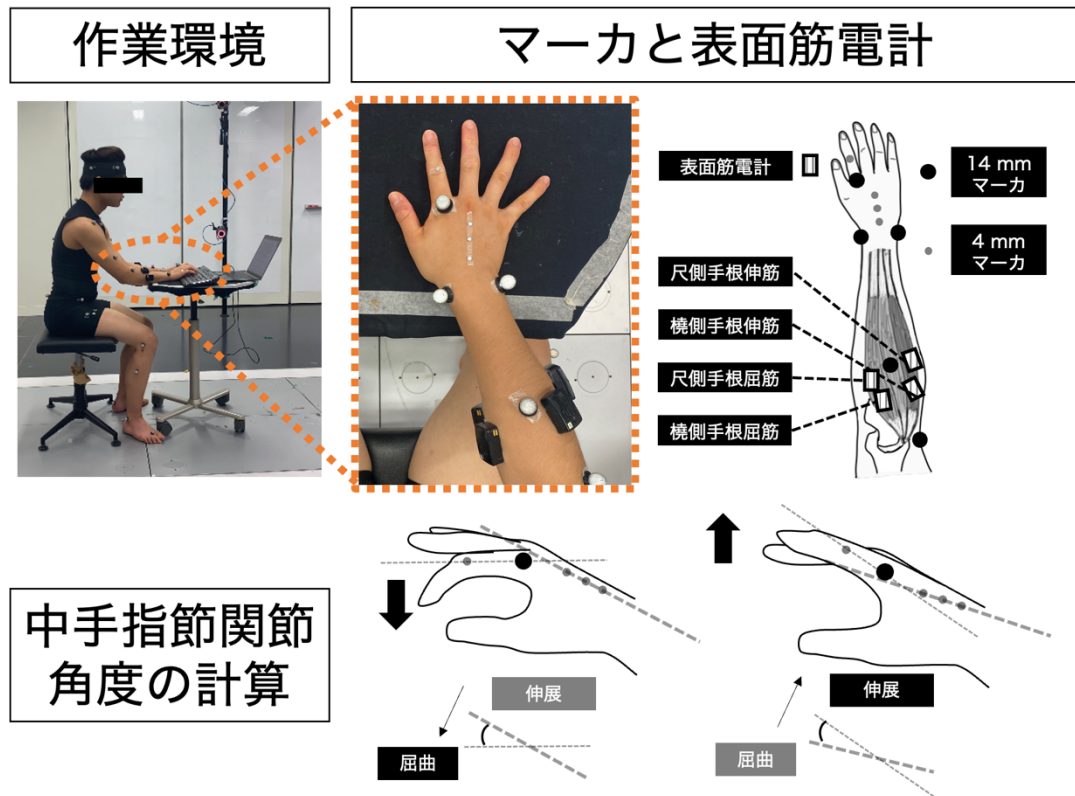 作業環境
マーカと表面筋電計
表面筋電計
14 mm
マーカ
4 mm
マーカ
尺側手根伸筋
橈側手根伸筋
尺側手根屈筋
橈側手根屈筋
中手指節関節
角度の計算
伸展
屈曲
伸展
屈曲